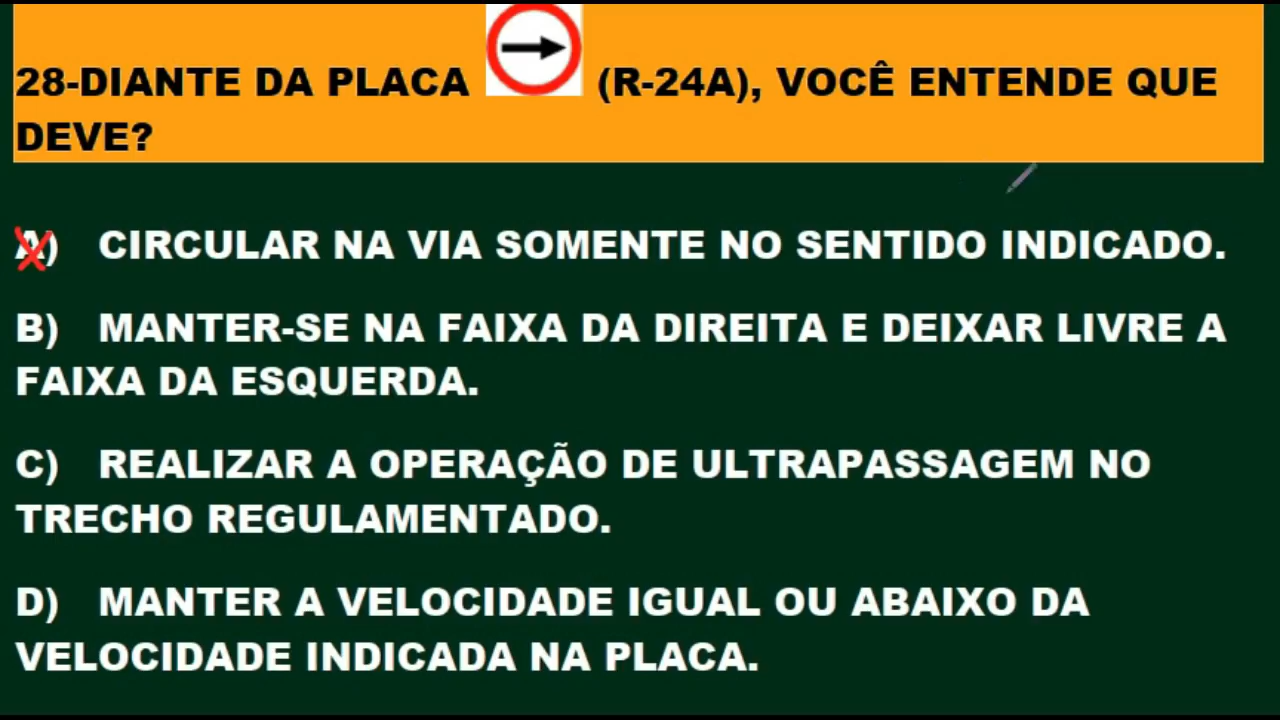 28-DIANTE DA PLACA (R-24A), VOCÊ ENTENDE QUE
DEVE?
A) CIRCULAR NA VIA SOMENTE NO SENTIDO INDICADO.
B) MANTER-SE NA FAIXA DA DIREITA E DEIXAR LIVRE A
FAIXA DA ESQUERDA.
C) REALIZAR A OPERAÇÃO DE ULTRAPASSAGEM NO
TRECHO REGULAMENTADO.
D) MANTER A VELOCIDADE IGUAL OU ABAIXO DA
VELOCIDADE INDICADA NA PLACA.